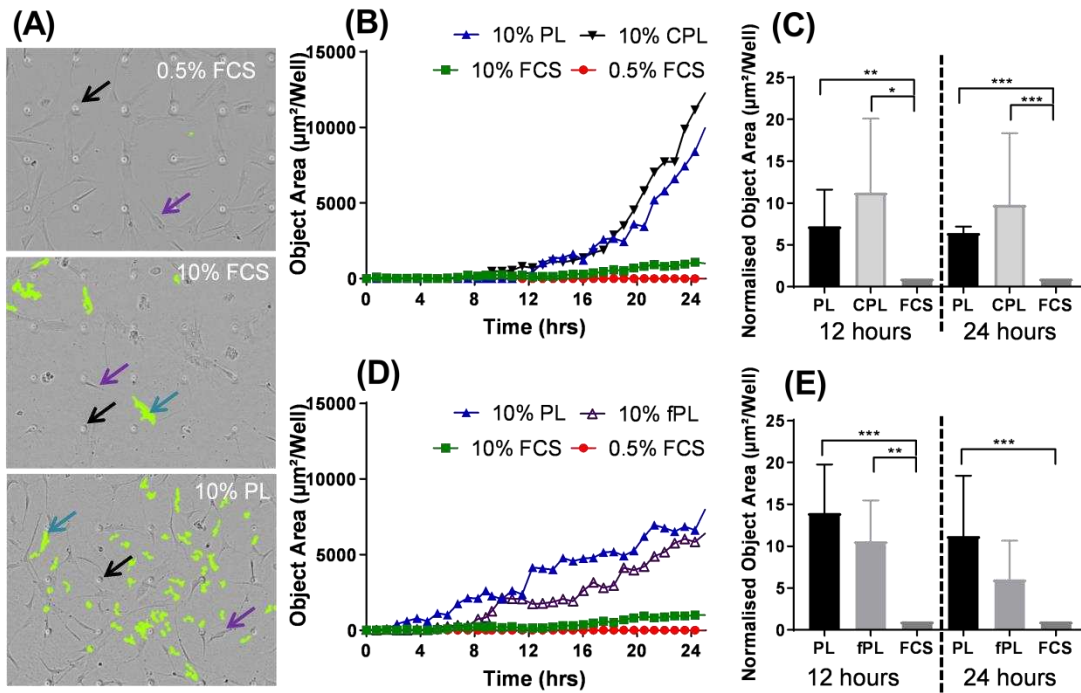 (A)
0.5% FCS
10% FCS
10% PL
(B)
10% PL
10% CPL
10% FCS
0.5% FCS
Object Area (µm²/Well)
15000
10000
5000
0
0 4 8 12 16 20 24
Time (hrs)
(C)
Normalised Object Area (µm²/Well)
25
20
15
10
5
0
**
*
***
***
PL CPL FCS PL CPL FCS
12 hours 24 hours
(D)
10% PL
10% fPL
10% FCS
0.5% FCS
Object Area (µm²/Well)
15000
10000
5000
0
0 4 8 12 16 20 24
Time (hrs)
(E)
Normalised Object Area (µm²/Well)
25
20
15
10
5
0
***
**
***
PL fPL FCS PL fPL FCS
12 hours 24 hours